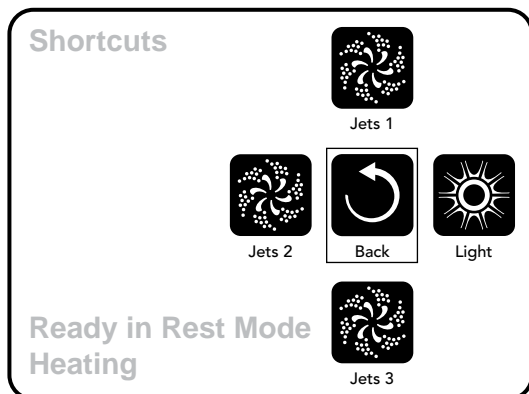 Shortcuts
Jets 1
Jets 2
Back
Light
Ready in Rest Mode
Heating
Jets 3